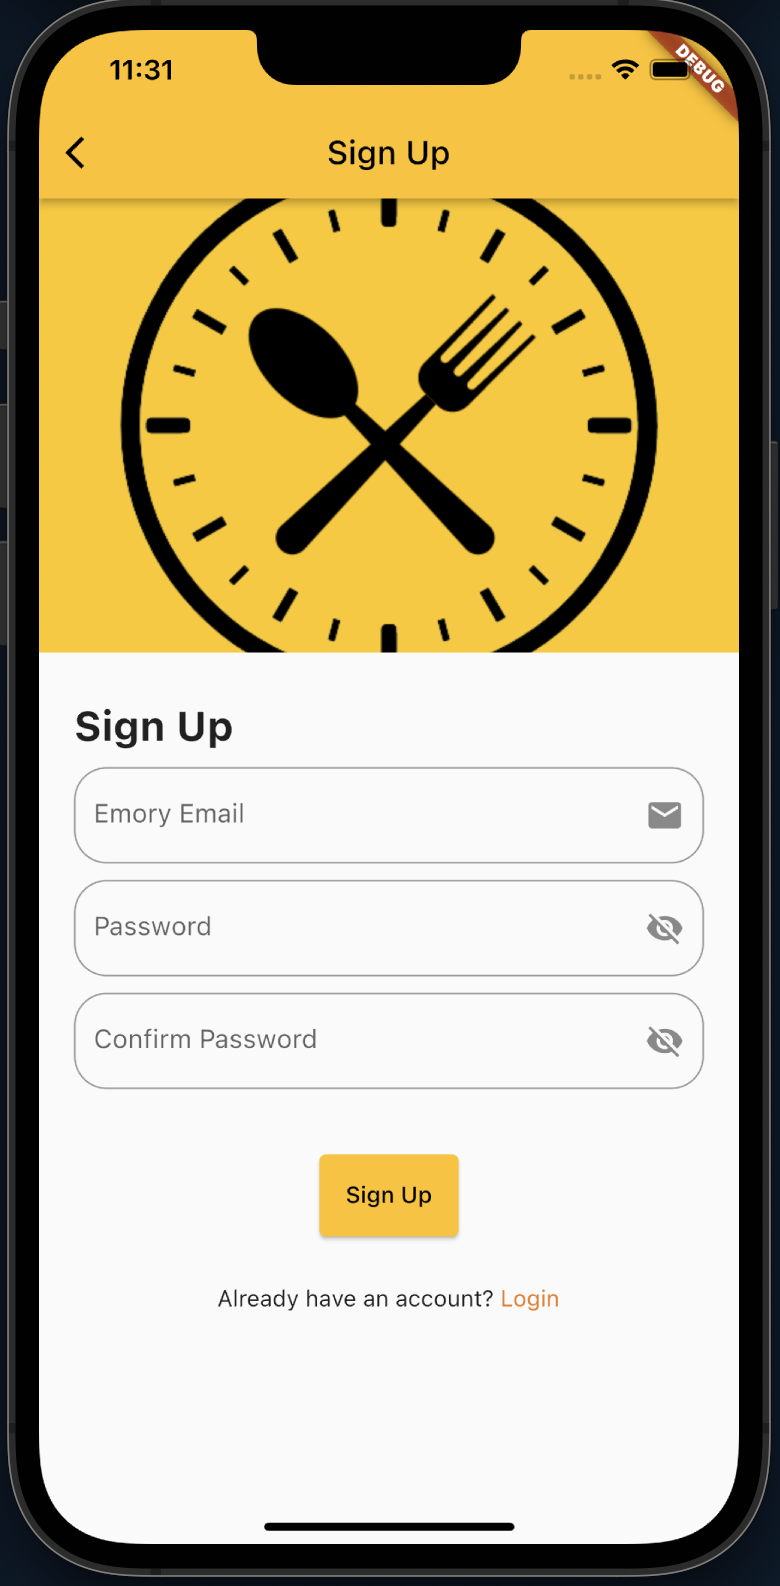 11:31
DEBUG
Sign Up
Sign Up
Emory Email
Password
Confirm Password
Sign Up
Already have an account? Login